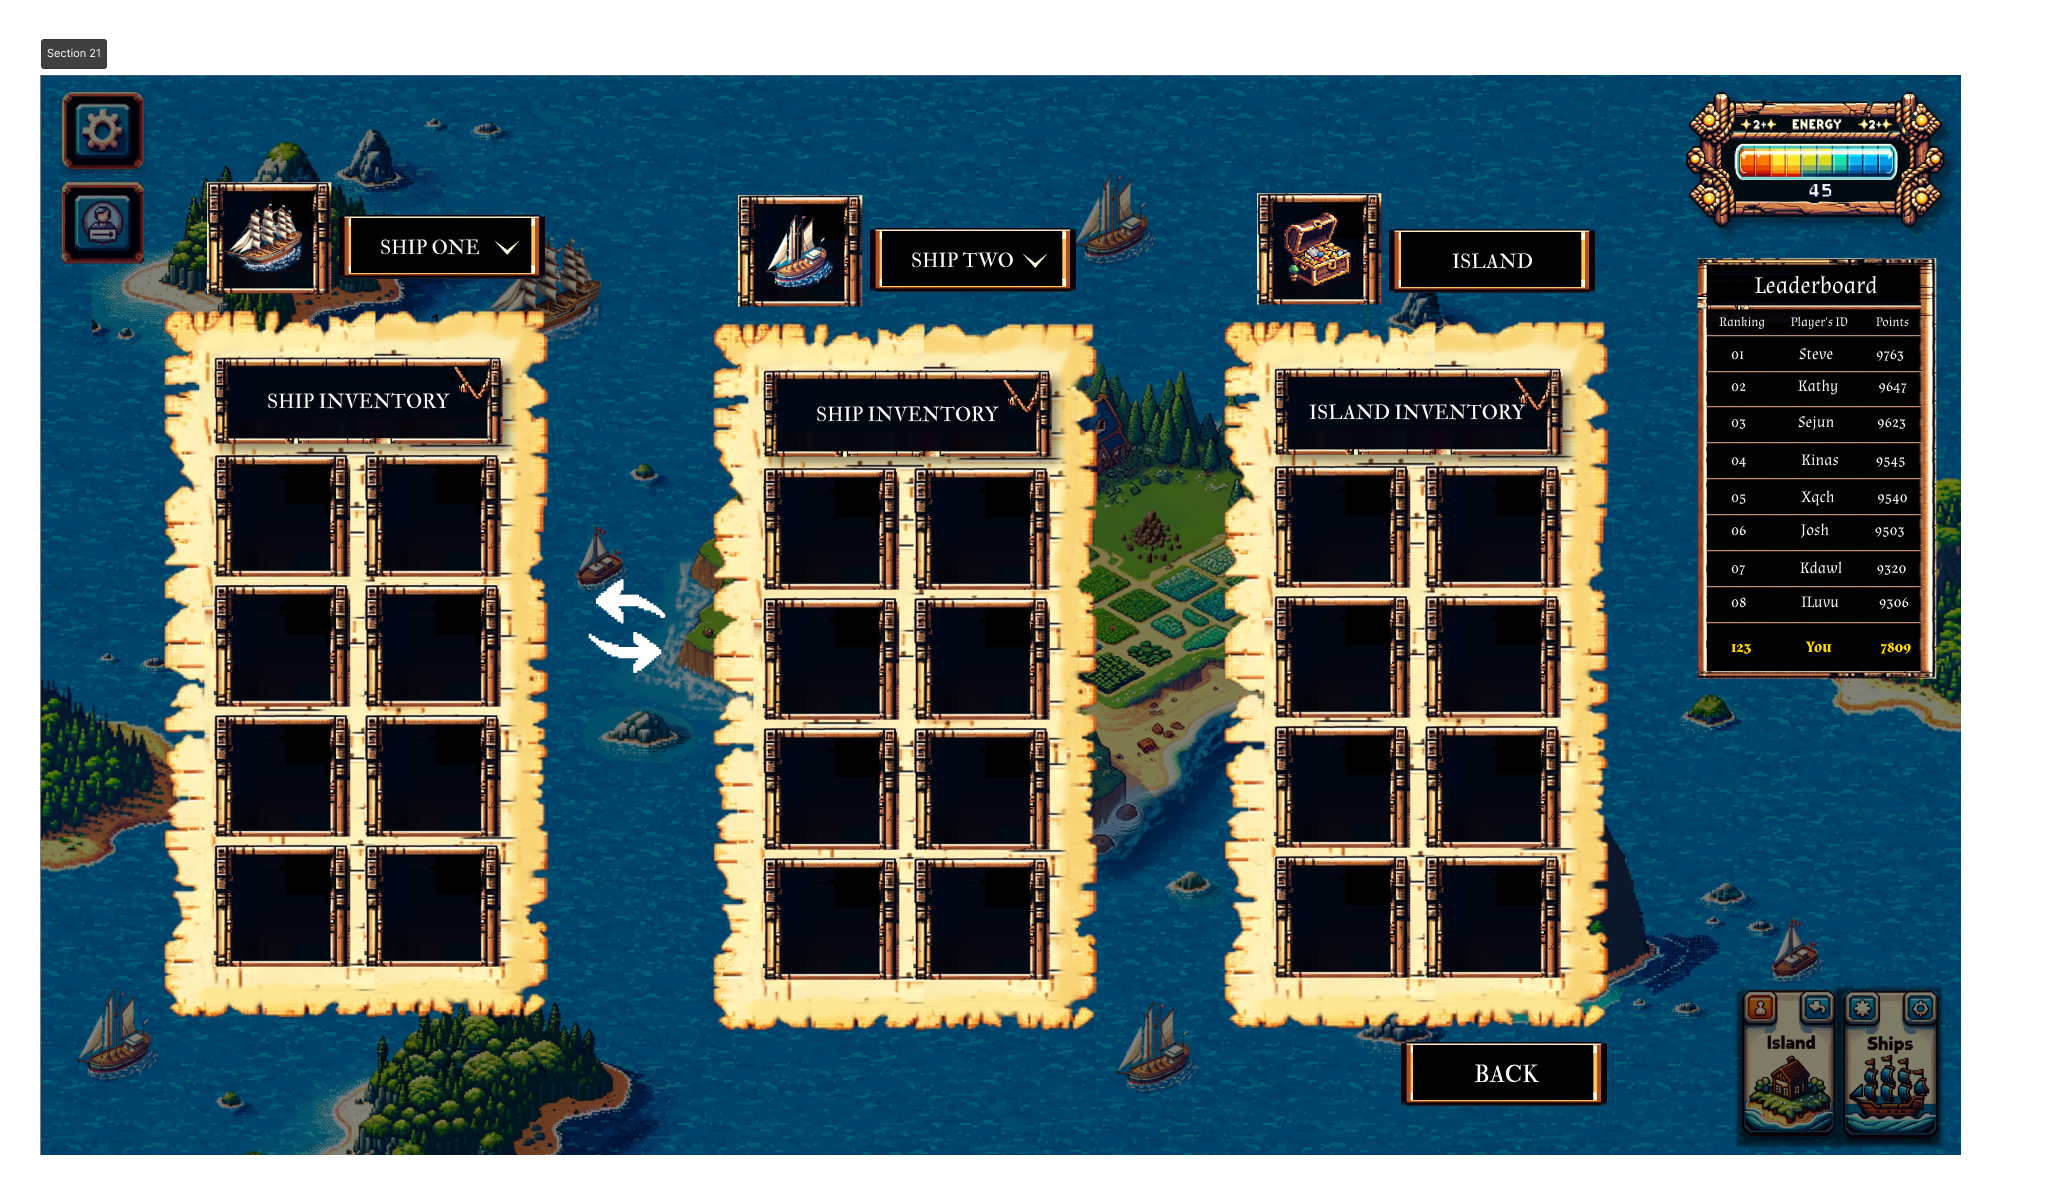 Section 21
2+ ENERGY 2+
45
SHIP ONE
SHIP TWO
ISLAND
SHIP INVENTORY
SHIP INVENTORY
ISLAND INVENTORY
Leaderboard
Ranking Player's ID Points
01 Steve 9763
02 Kathy 9647
03 Sejun 9623
04 Kinas 9545
05 Xqch 9540
06 Josh 9503
07 Kdawl 9320
08 ILuvu 9306
123 You 7809
Island
Ships
BACK